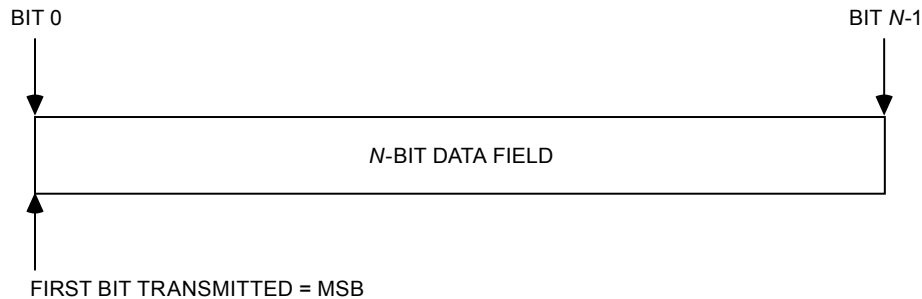 BIT 0
BIT N-1
N-BIT DATA FIELD
FIRST BIT TRANSMITTED = MSB